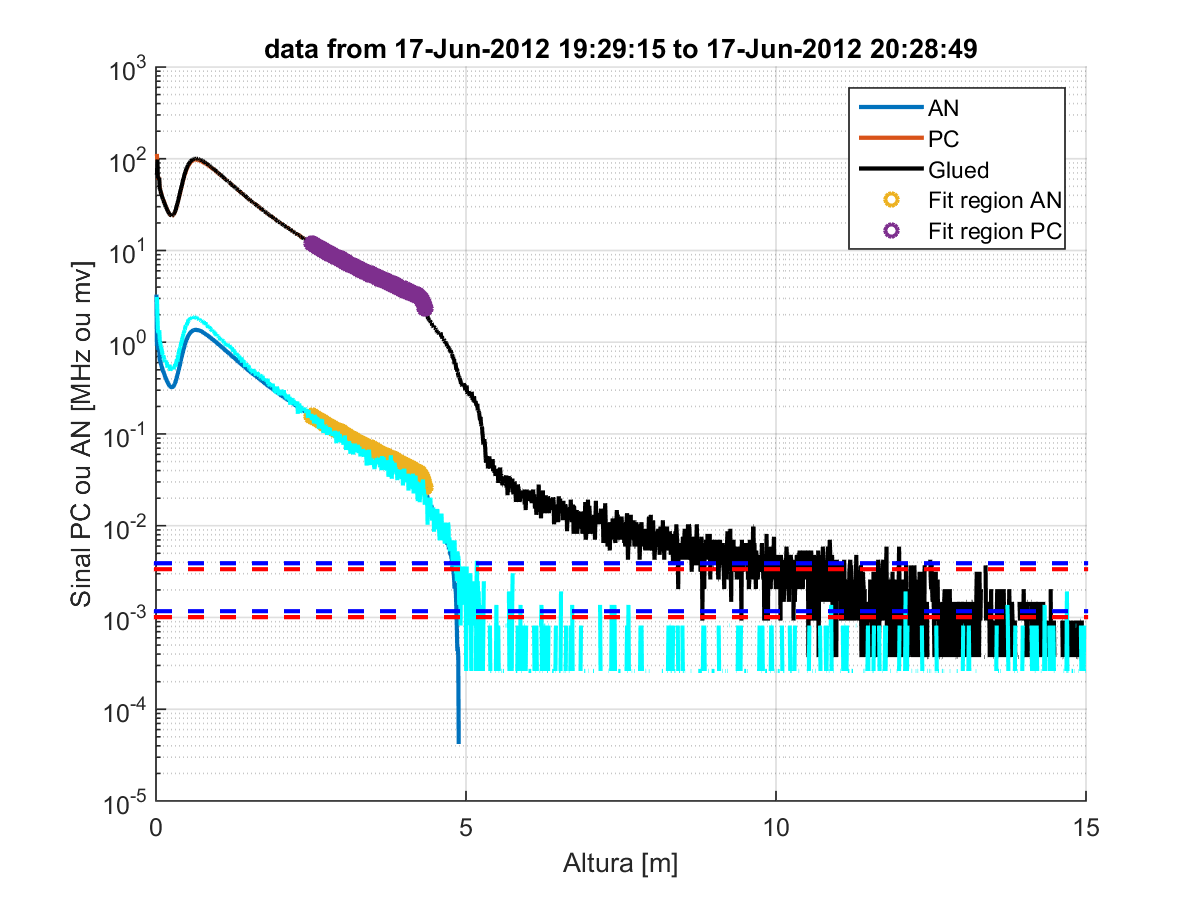 data from 17-Jun-2012 19:29:15 to 17-Jun-2012 20:28:49
Sinal PC ou AN [MHz ou mv]
10^3
10^2
10^1
10^0
10^-1
10^-2
10^-3
10^-4
10^-5
AN
PC
Glued
Fit region AN
Fit region PC
0 5 10 15
Altura [m]